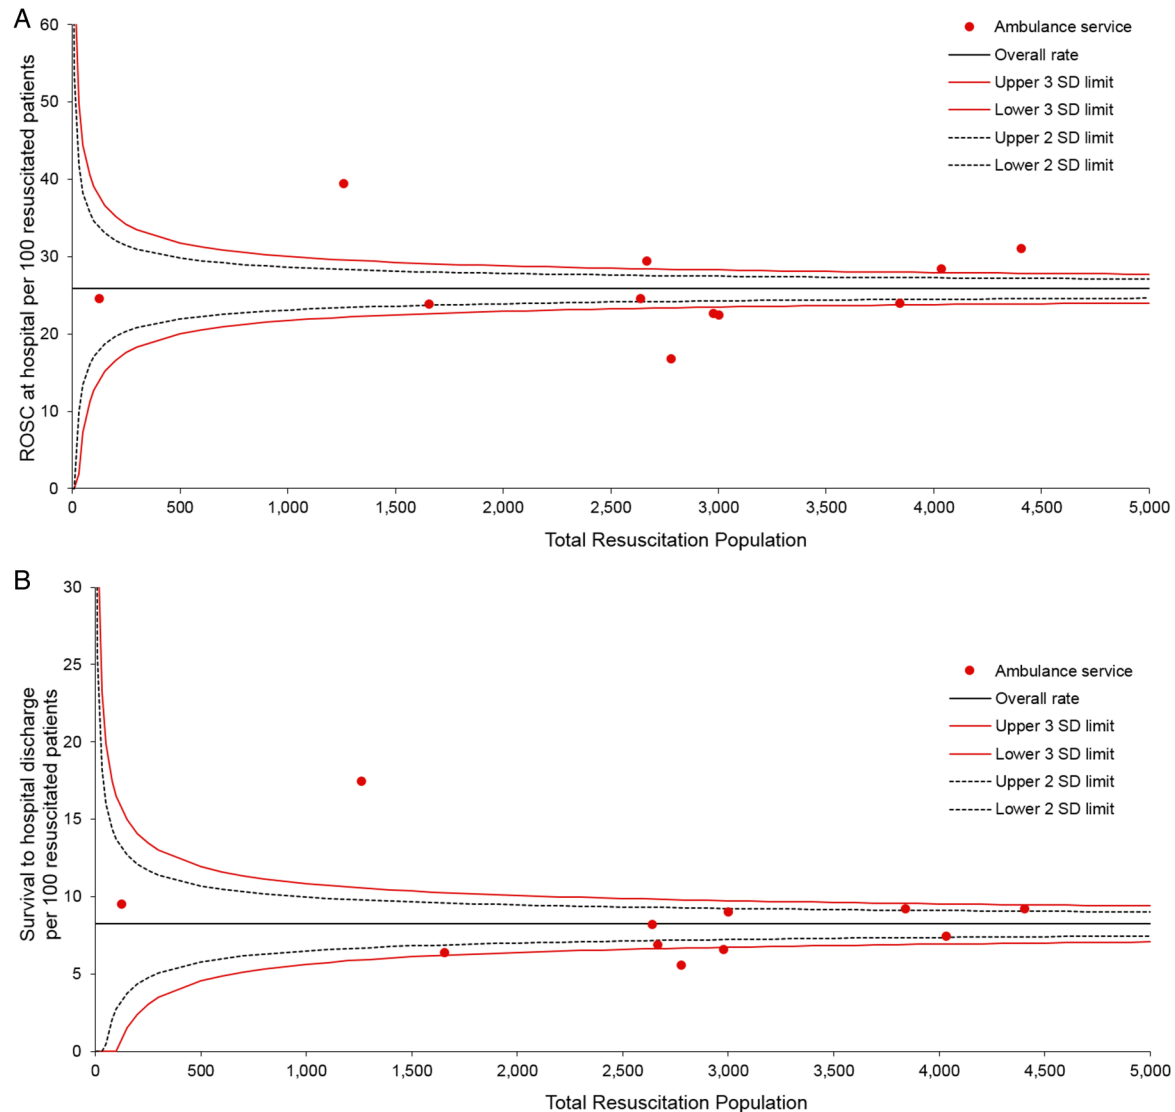 A
60
50
40
30
20
10
0
ROSC at hospital per 100 resuscitated patients
Ambulance service
Overall rate
Upper 3 SD limit
Lower 3 SD limit
Upper 2 SD limit
Lower 2 SD limit
0 500 1,000 1,500 2,000 2,500 3,000 3,500 4,000 4,500 5,000
Total Resuscitation Population
B
30
25
20
15
10
5
0
Survival to hospital discharge
per 100 resuscitated patients
Ambulance service
Overall rate
Upper 3 SD limit
Lower 3 SD limit
Upper 2 SD limit
Lower 2 SD limit
0 500 1,000 1,500 2,000 2,500 3,000 3,500 4,000 4,500 5,000
Total Resuscitation Population